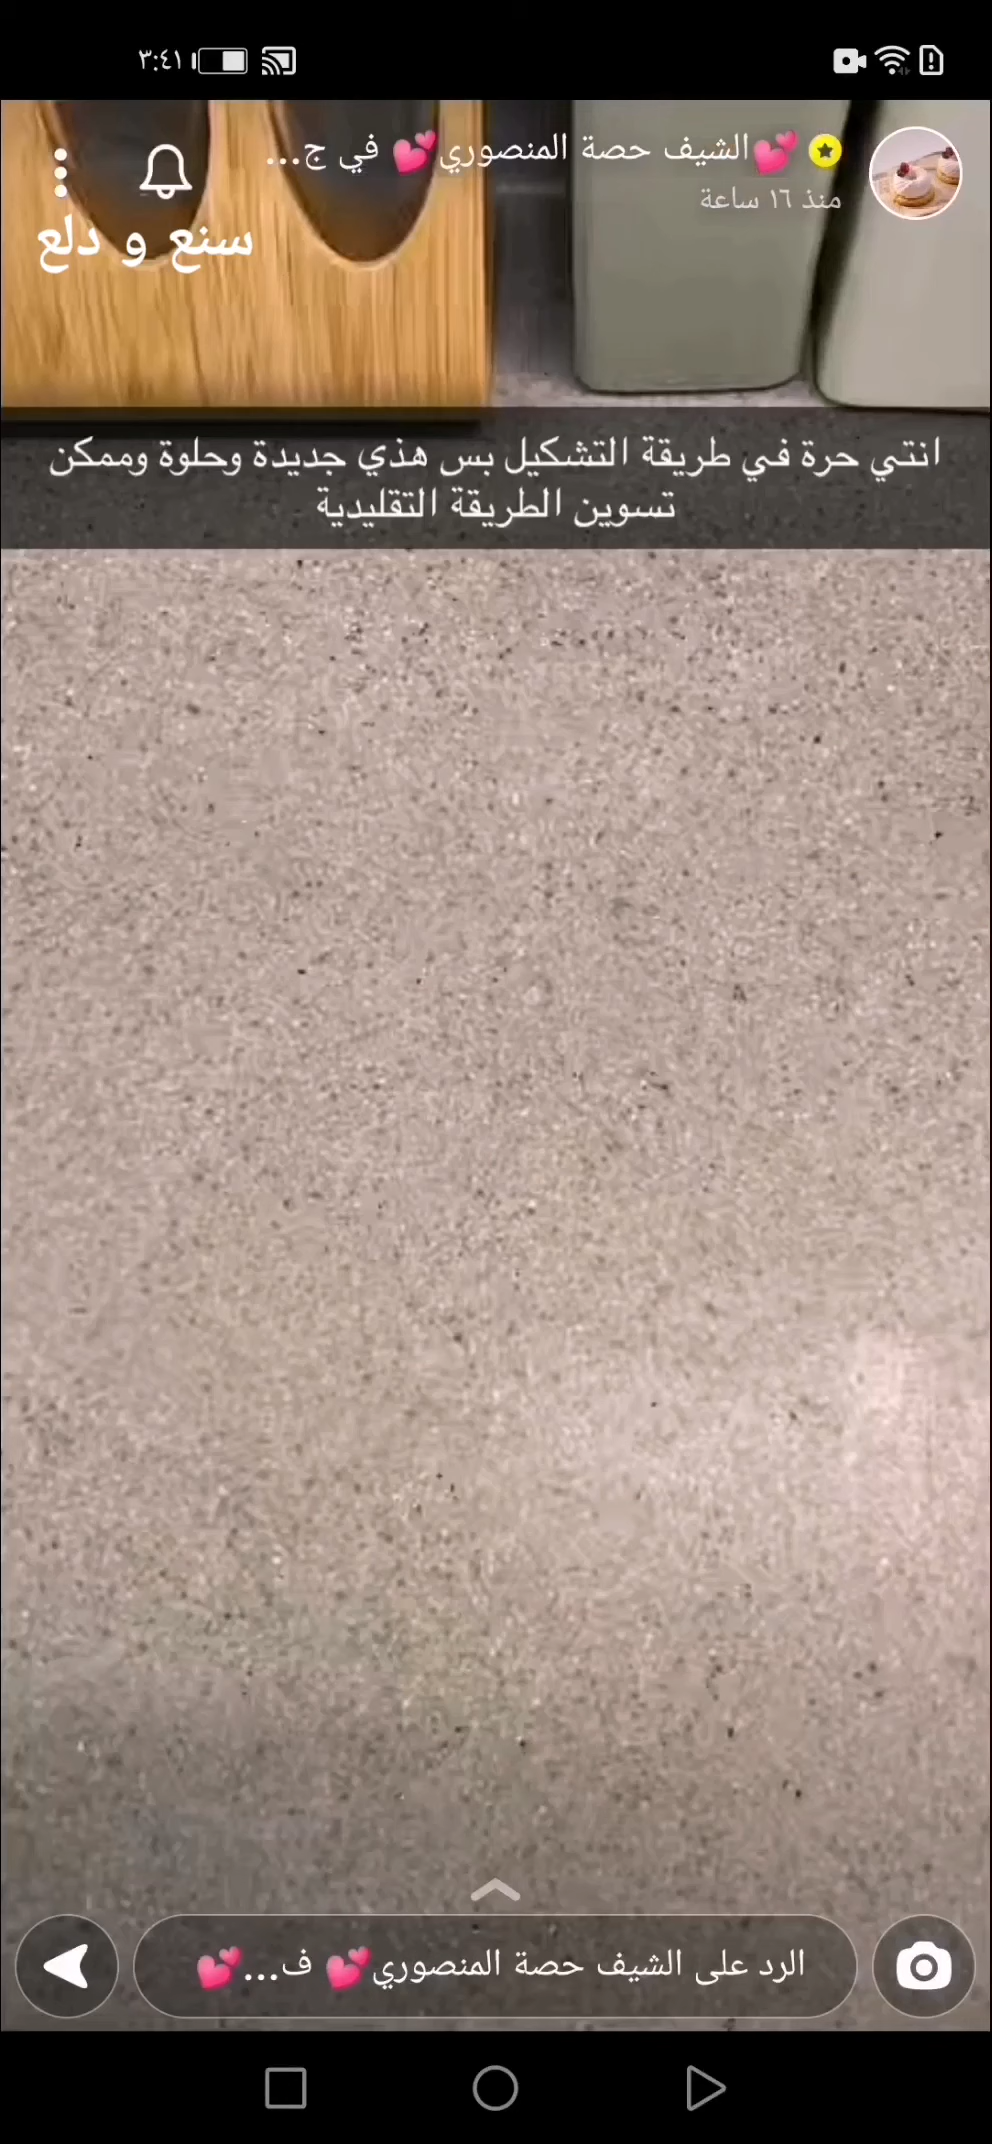 ٣:٤١
💕الشيف حصة المنصوري💕 في ج...
منذ ١٦ ساعة
سنع و دلع
انتي حرة في طريقة التشكيل بس هذي جديدة وحلوة وممكن
تسوين الطريقة التقليدية
الرد على الشيف حصة المنصوري💕 ف...💕